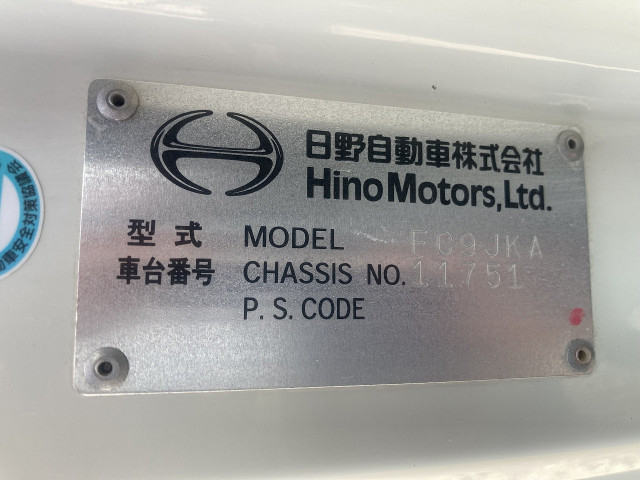 日野自動車株式会社
Hino Motors, Ltd.
型式 MODEL FC9JKA
車台番号 CHASSIS NO. 11751
P. S. CODE